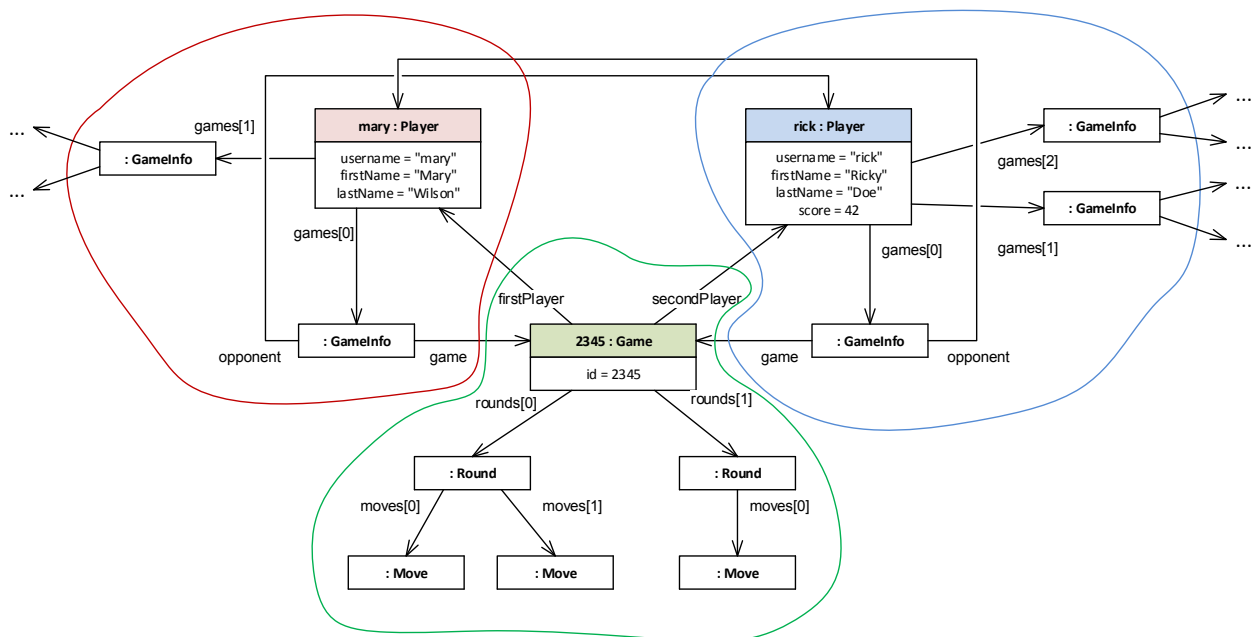 mary : Player
username = "mary"
firstName = "Mary"
lastName = "Wilson"
games[1]
...
...
: GameInfo
games[0]
: GameInfo
opponent
game
rick : Player
username = "rick"
firstName = "Ricky"
lastName = "Doe"
score = 42
games[2]
: GameInfo
...
...
games[1]
: GameInfo
...
...
games[0]
: GameInfo
game
opponent
firstPlayer
secondPlayer
2345 : Game
id = 2345
rounds[0]
rounds[1]
: Round
: Round
moves[0]
moves[1]
moves[0]
: Move
: Move
: Move